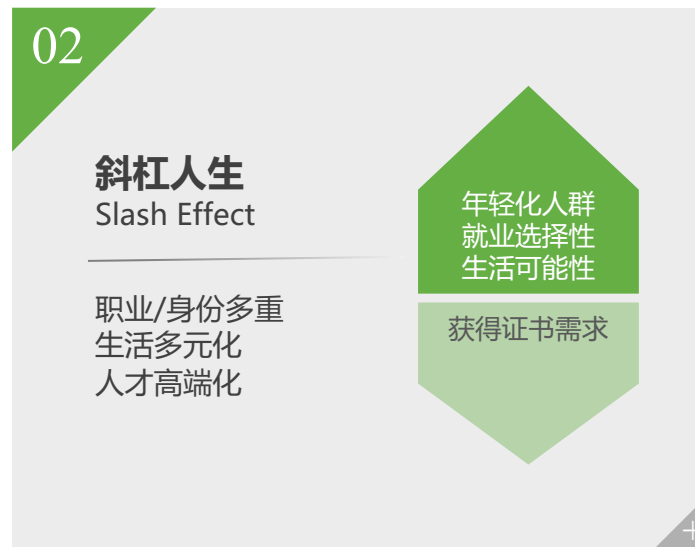 02
斜杠人生
Slash Effect
职业/身份多重
生活多元化
人才高端化
年轻化人群
就业选择性
生活可能性
获得证书需求